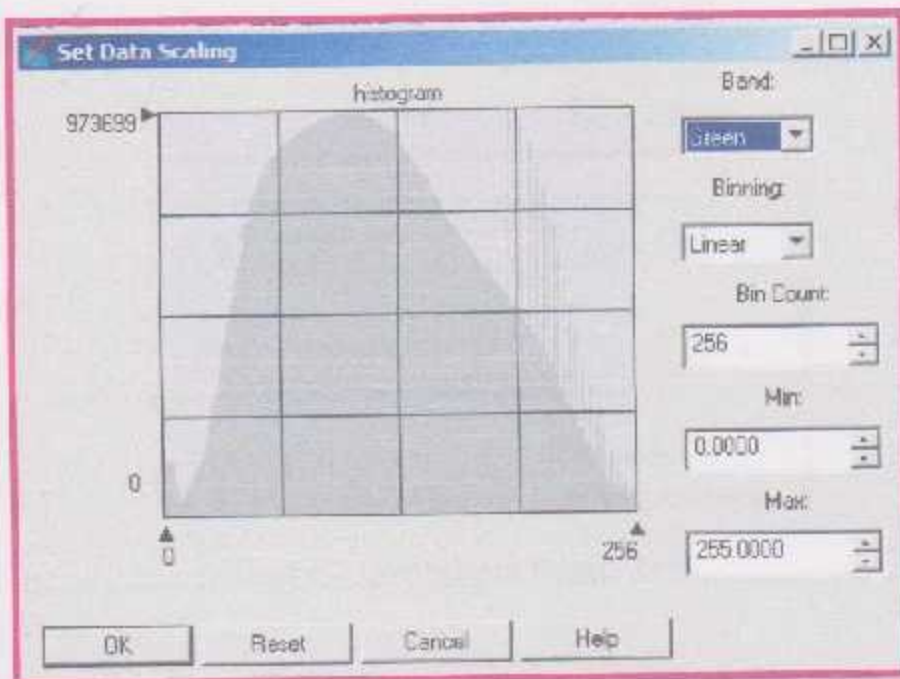 Set Data Scaling
histogram
973699
0
0
256
Band:
Green
Binning:
Linear
Bin Count:
256
Min:
0.0000
Max:
255.0000
OK
Reset
Cancel
Help